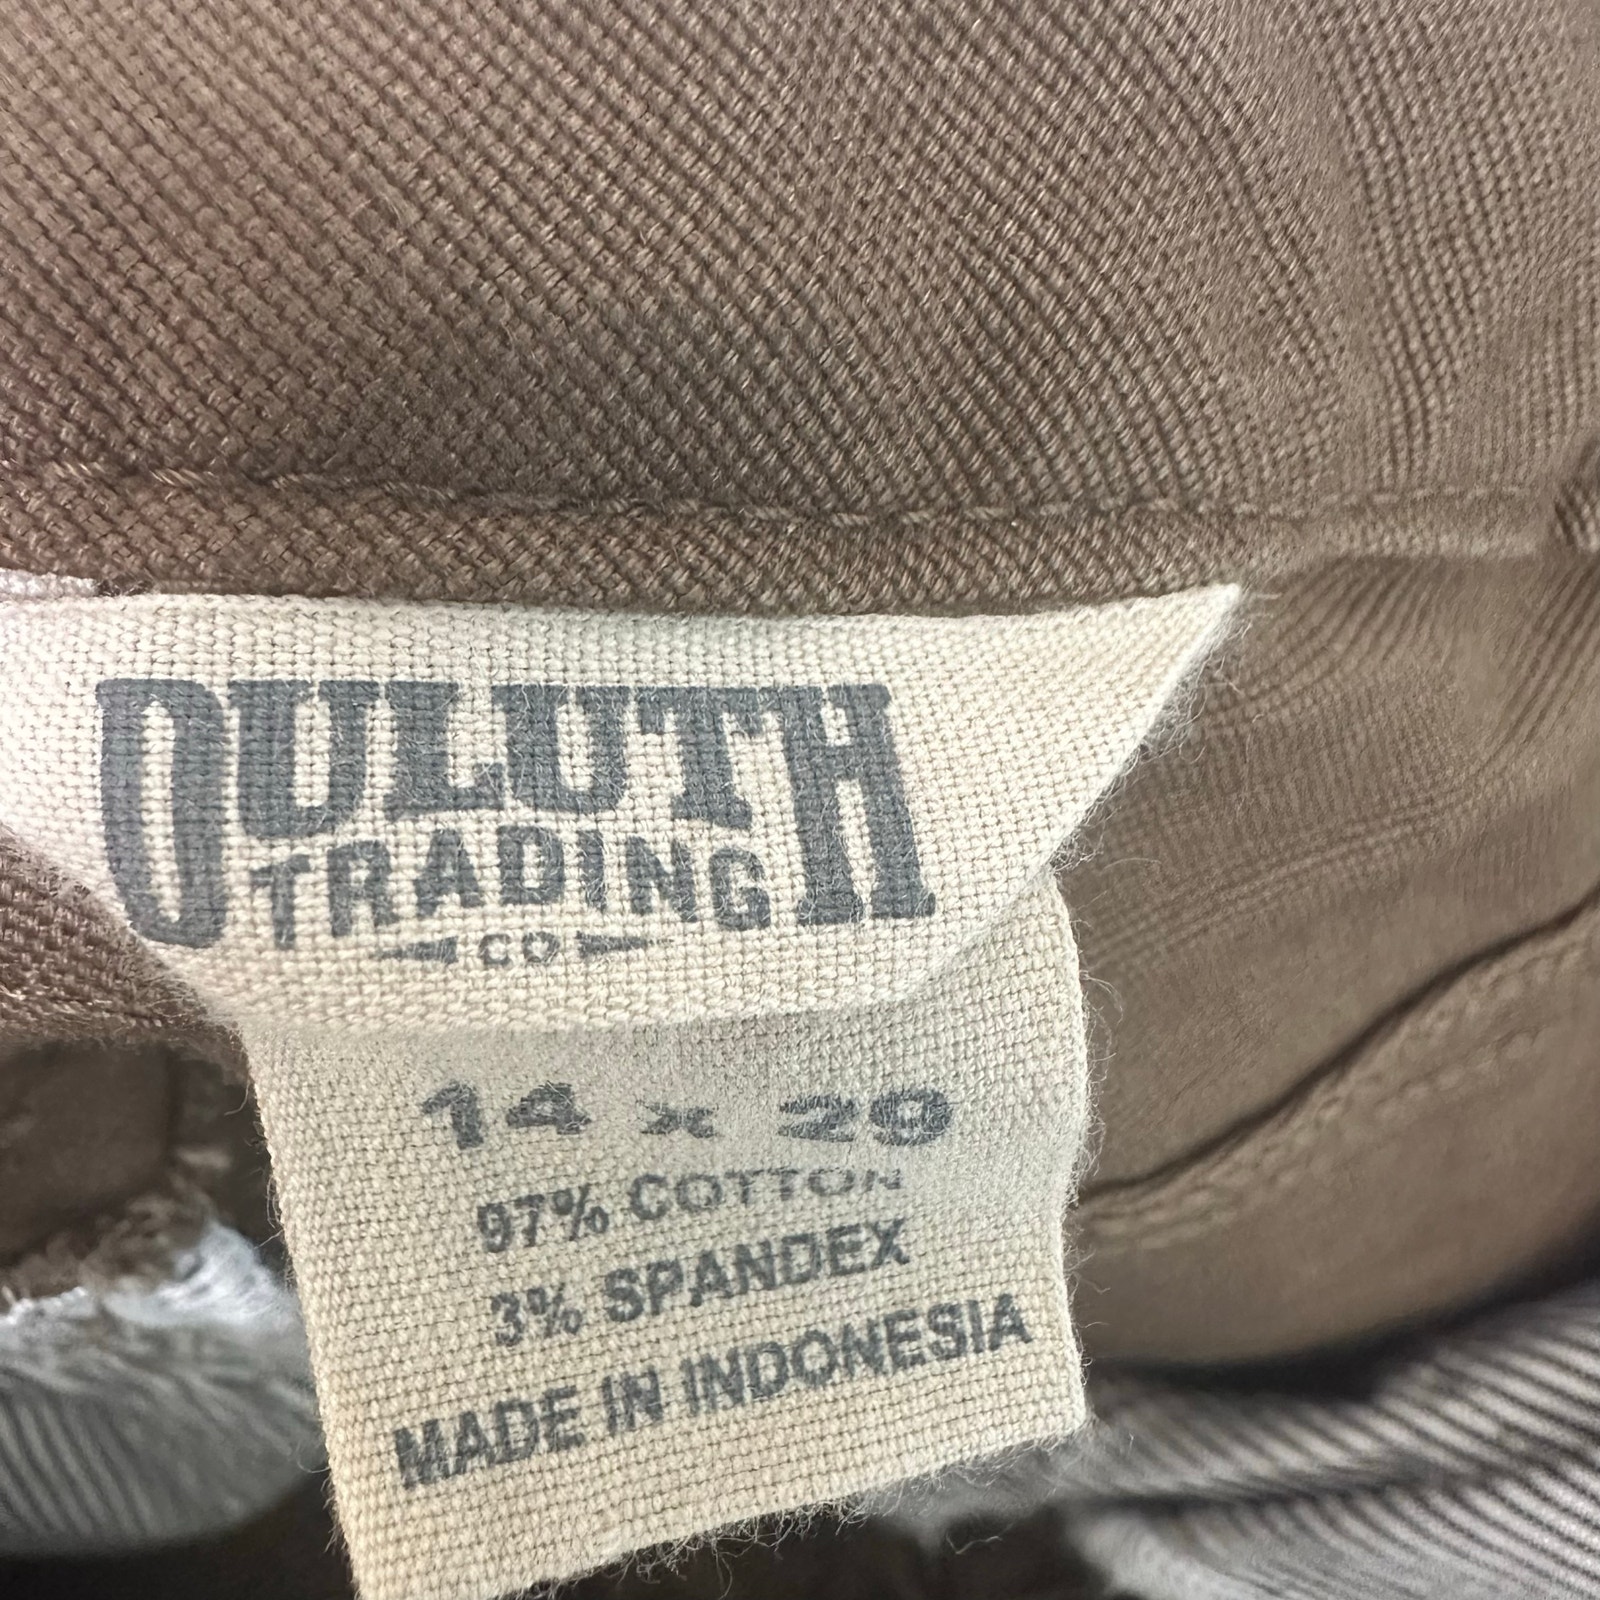 DULUTH
TRADING
CO
14 x 29
97% COTTON
3% SPANDEX
MADE IN INDONESIA